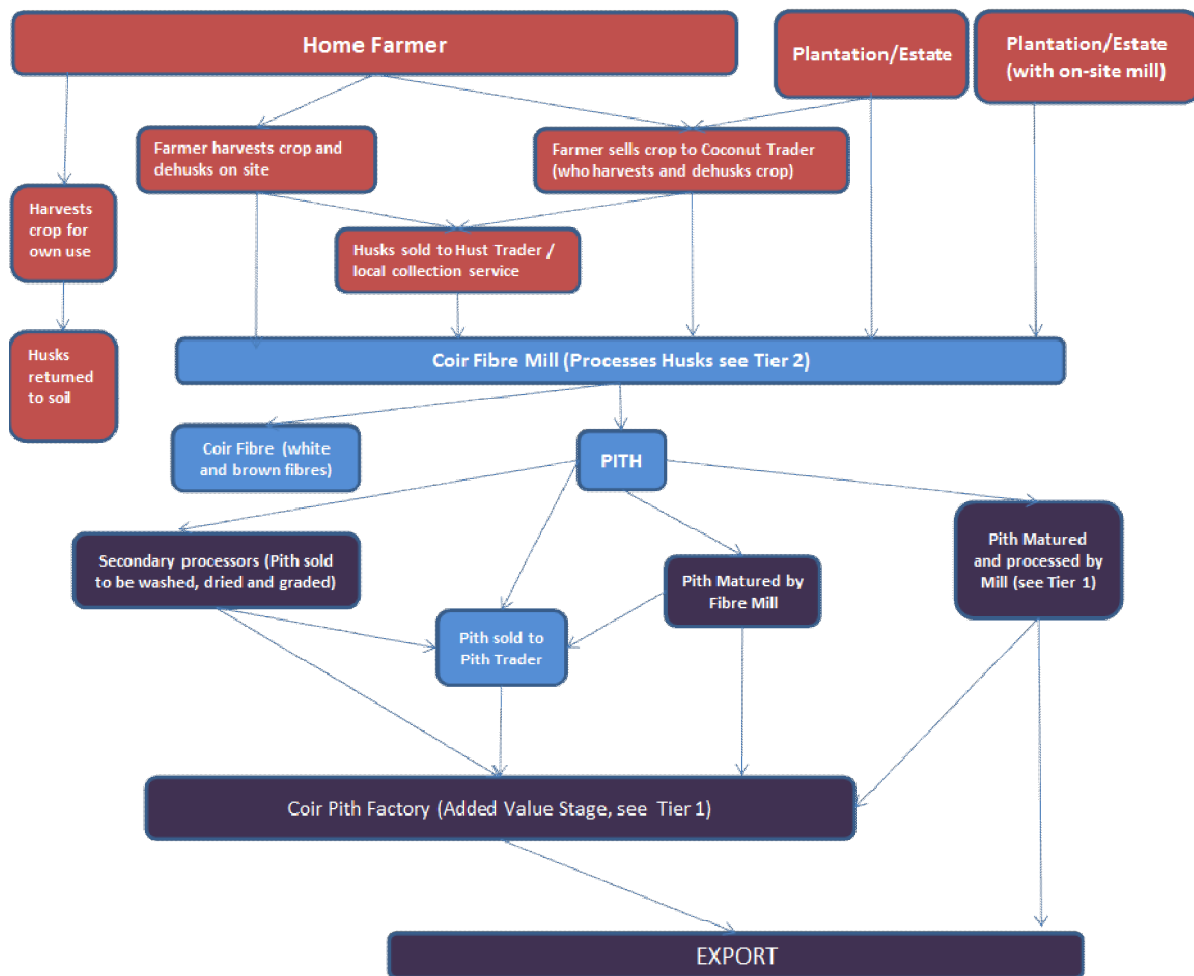 Home Farmer
Plantation/Estate
Plantation/Estate
(with on-site mill)
Farmer harvests crop and
dehusks on site
Farmer sells crop to Coconut Trader
(who harvests and dehusks crop)
Harvests
crop for
own use
Husks sold to Hust Trader /
local collection service
Husks
returned
to soil
Coir Fibre Mill (Processes Husks see Tier 2)
Coir Fibre (white
and brown fibres)
PITH
Secondary processors (Pith sold
to be washed, dried and graded)
Pith Matured by
Fibre Mill
Pith Matured
and processed by
Mill (see Tier 1)
Pith sold to
Pith Trader
Coir Pith Factory (Added Value Stage, see Tier 1)
EXPORT